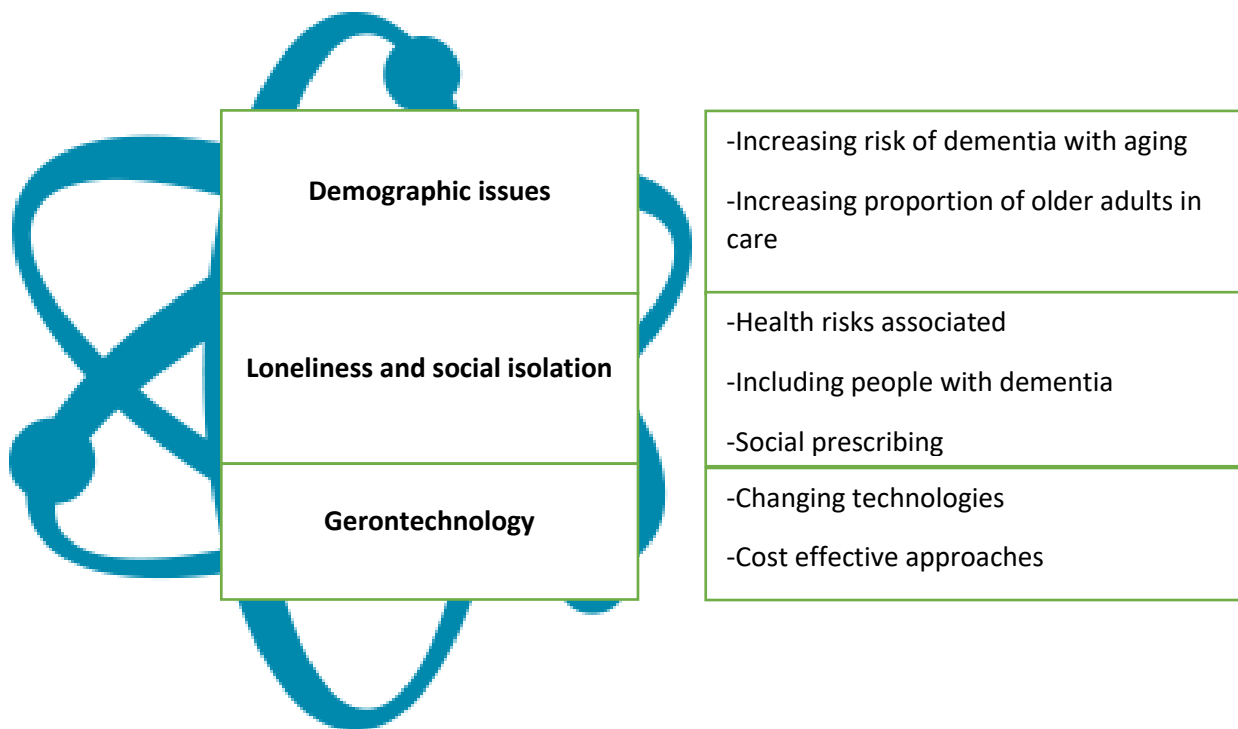 Demographic issues
-Increasing risk of dementia with aging
-Increasing proportion of older adults in
care
Loneliness and social isolation
-Health risks associated
-Including people with dementia
-Social prescribing
Gerontechnology
-Changing technologies
-Cost effective approaches